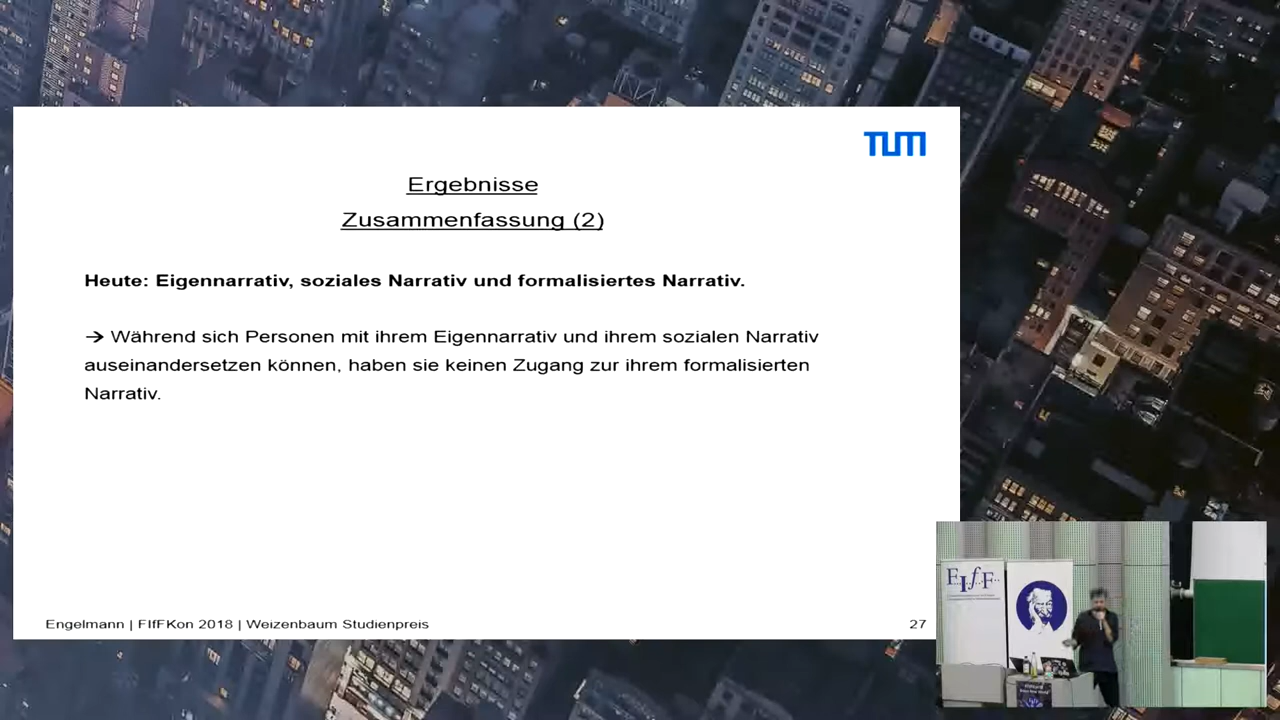 TUM
Ergebnisse
Zusammenfassung (2)
Heute: Eigennarrativ, soziales Narrativ und formalisiertes Narrativ.
→ Während sich Personen mit ihrem Eigennarrativ und ihrem sozialen Narrativ
auseinandersetzen können, haben sie keinen Zugang zur ihrem formalisierten
Narrativ.
Engelmann | FIfFKon 2018 | Weizenbaum Studienpreis
27
FIfF